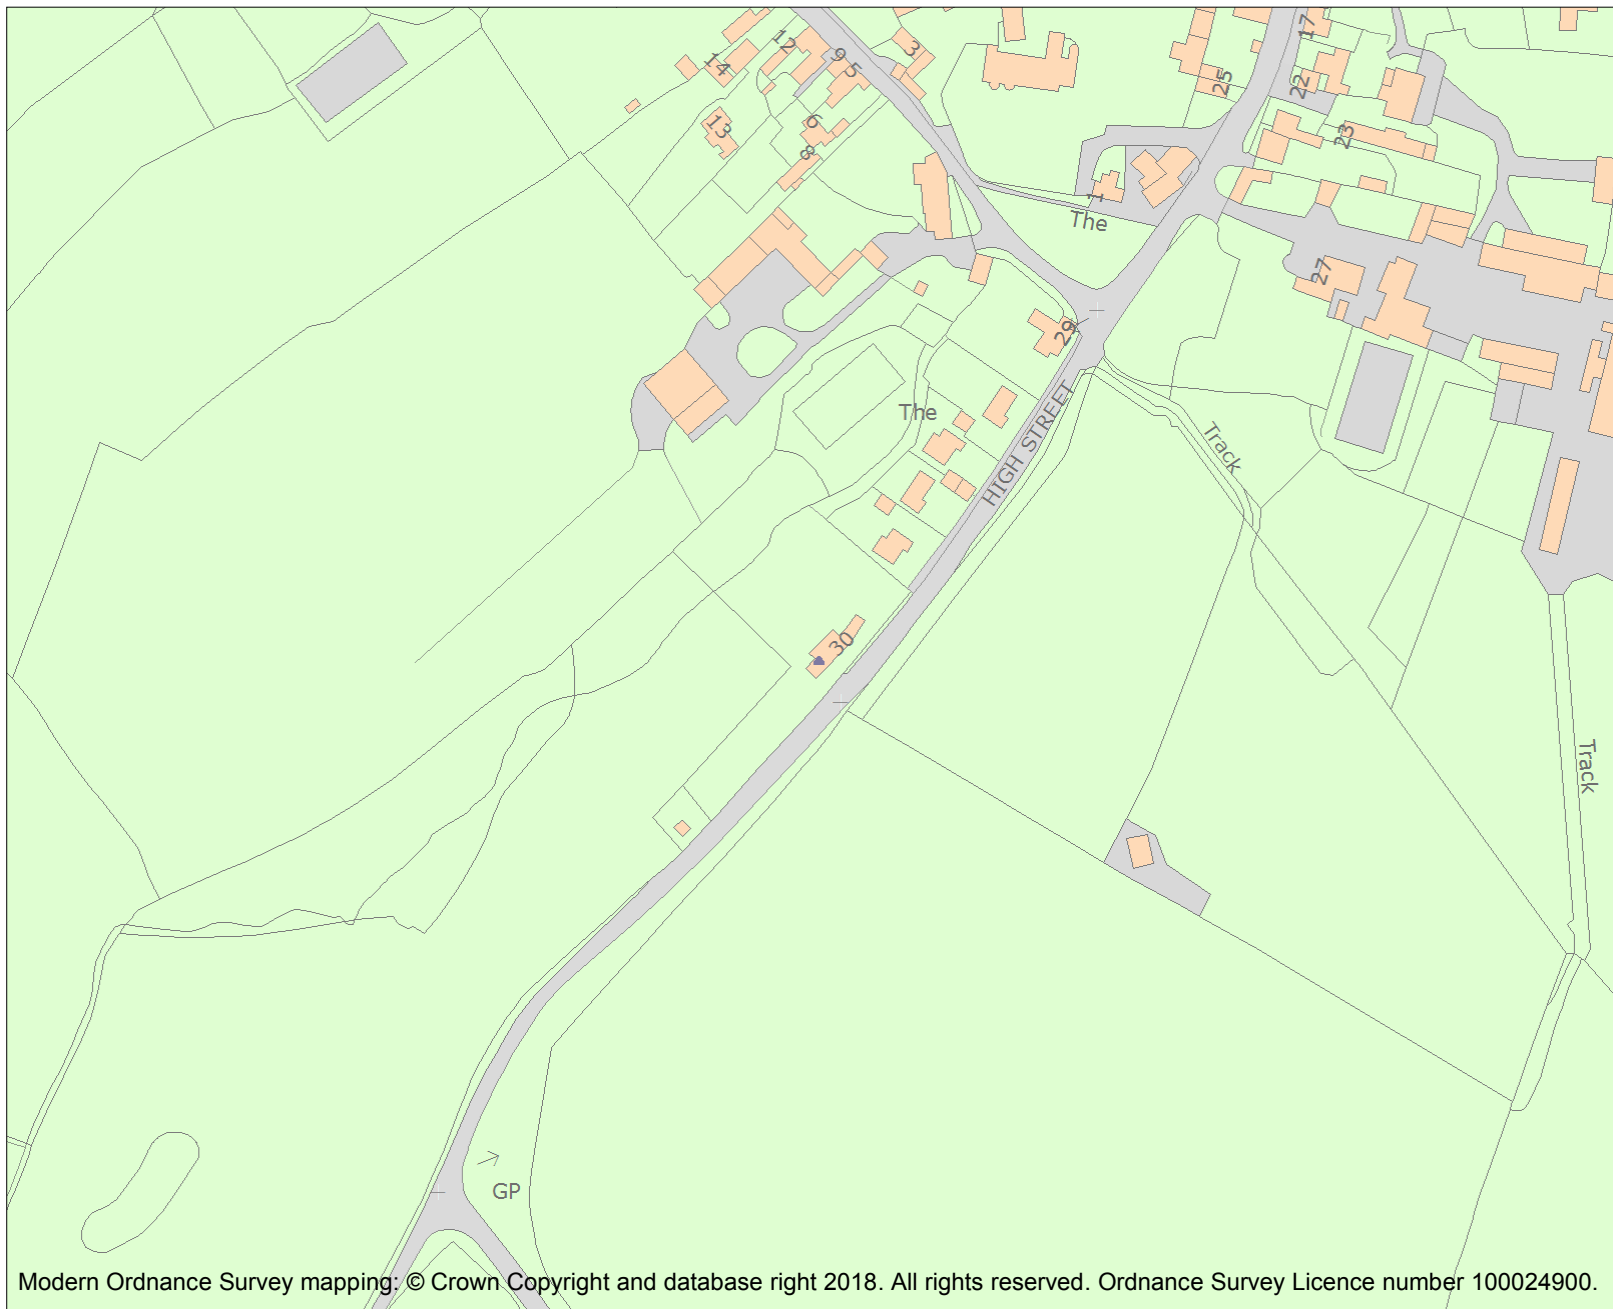 17
12
3
9
5
14
25
22
13
6
23
8
1
The
27
29
The
HIGH STREET
Track
30
Track
GP
Modern Ordnance Survey mapping: © Crown Copyright and database right 2018. All rights reserved. Ordnance Survey Licence number 100024900.